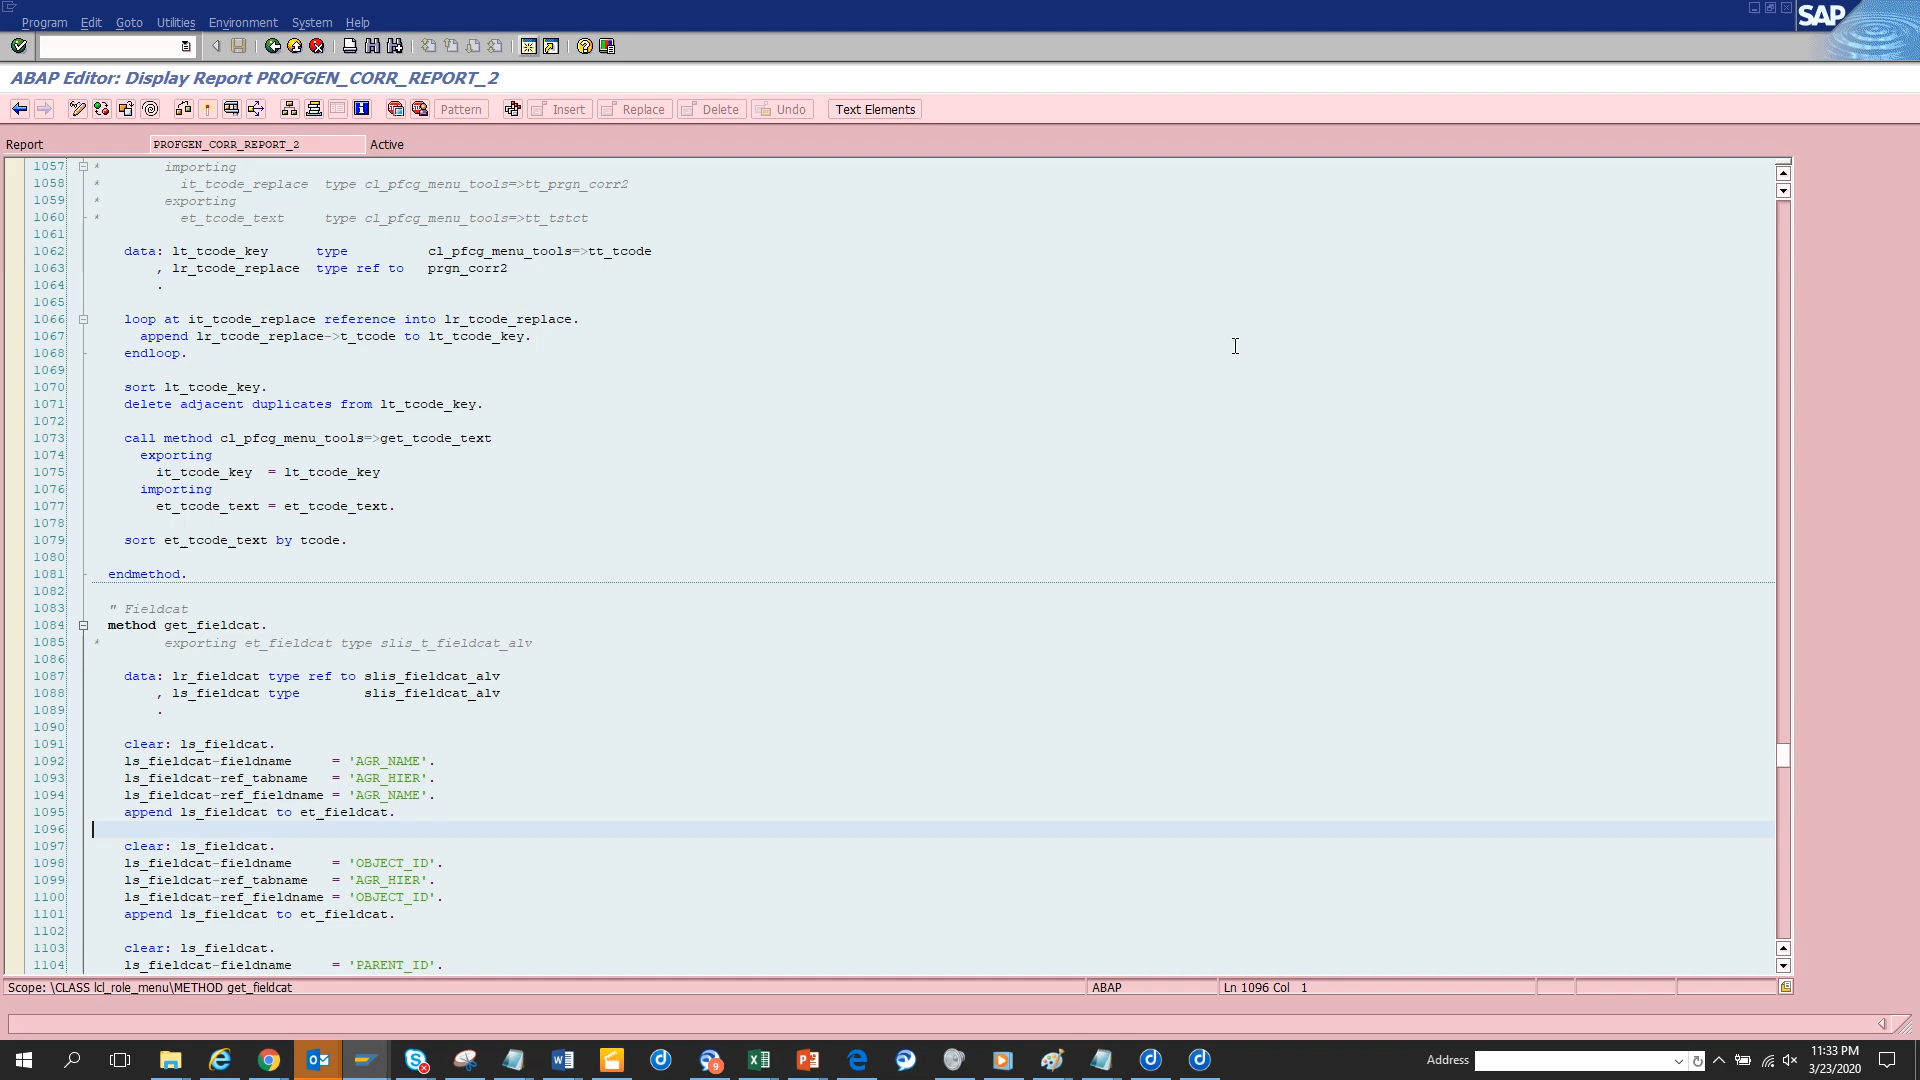 Program Edit Goto Utilities Environment System Help
SAP
ABAP Editor: Display Report PROFGEN_CORR_REPORT_2
Pattern Insert Replace Delete Undo Text Elements
Report PROFGEN_CORR_REPORT_2 Active
1057 * importing
1058 * it_tcode_replace type cl_pfcg_menu_tools=>tt_prgn_corr2
1059 * exporting
1060 * et_tcode_text type cl_pfcg_menu_tools=>tt_tstct
1061
1062 data: lt_tcode_key type cl_pfcg_menu_tools=>tt_tcode
1063 , lr_tcode_replace type ref to prgn_corr2
1064 .
1065
1066 loop at it_tcode_replace reference into lr_tcode_replace.
1067 append lr_tcode_replace->t_tcode to lt_tcode_key.
1068 endloop.
1069
1070 sort lt_tcode_key.
1071 delete adjacent duplicates from lt_tcode_key.
1072
1073 call method cl_pfcg_menu_tools=>get_tcode_text
1074 exporting
1075 it_tcode_key = lt_tcode_key
1076 importing
1077 et_tcode_text = et_tcode_text.
1078
1079 sort et_tcode_text by tcode.
1080
1081 endmethod.
1082
1083 " Fieldcat
1084 method get_fieldcat.
1085 * exporting et_fieldcat type slis_t_fieldcat_alv
1086
1087 data: lr_fieldcat type ref to slis_fieldcat_alv
1088 , ls_fieldcat type slis_fieldcat_alv
1089 .
1090
1091 clear: ls_fieldcat.
1092 ls_fieldcat-fieldname = 'AGR_NAME'.
1093 ls_fieldcat-ref_tabname = 'AGR_HIER'.
1094 ls_fieldcat-ref_fieldname = 'AGR_NAME'.
1095 append ls_fieldcat to et_fieldcat.
1096
1097 clear: ls_fieldcat.
1098 ls_fieldcat-fieldname = 'OBJECT_ID'.
1099 ls_fieldcat-ref_tabname = 'AGR_HIER'.
1100 ls_fieldcat-ref_fieldname = 'OBJECT_ID'.
1101 append ls_fieldcat to et_fieldcat.
1102
1103 clear: ls_fieldcat.
1104 ls_fieldcat-fieldname = 'PARENT_ID'.
Scope: \CLASS lcl_role_menu\METHOD get_fieldcat ABAP Ln 1096 Col 1
Address 11:33 PM
3/23/2020